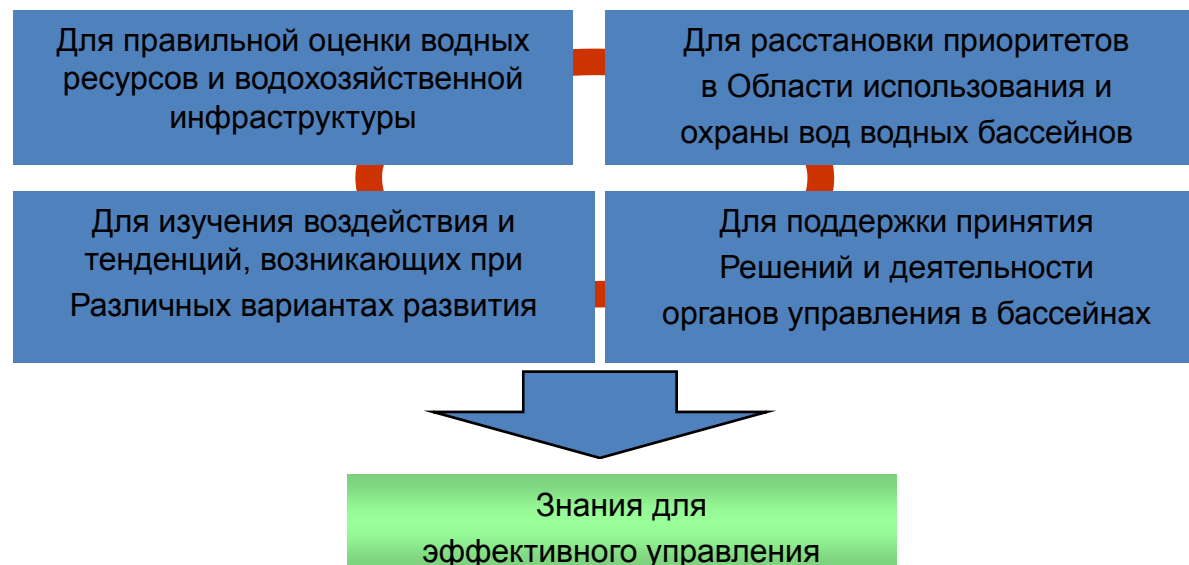 Для правильной оценки водных
ресурсов и водохозяйственной
инфраструктуры
Для расстановки приоритетов
в Области использования и
охраны вод водных бассейнов
Для изучения воздействия и
тенденций, возникающих при
Различных вариантах развития
Для поддержки принятия
Решений и деятельности
органов управления в бассейнах
Знания для
эффективного управления